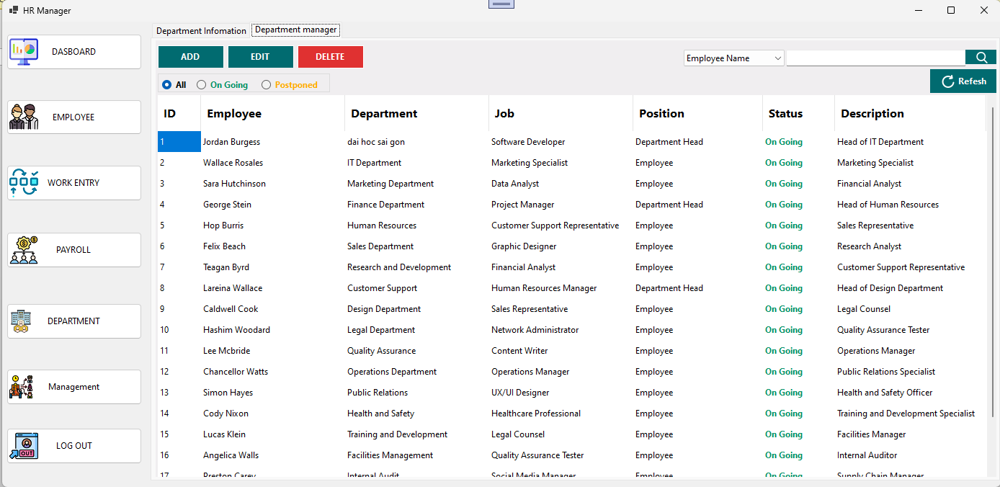 HR Manager
DASBOARD
EMPLOYEE
WORK ENTRY
PAYROLL
DEPARTMENT
Management
OUT
LOG OUT
Department Infomation Department manager
ADD EDIT DELETE Employee Name
All On Going Postponed Refesh
ID Employee Department Job Position Status Description
1 Jordan Burgess dai hoc sai gon Software Developer Department Head On Going Head of IT Department
2 Wallace Rosales IT Department Marketing Specialist Employee On Going Marketing Specialist
3 Sara Hutchinson Marketing Department Data Analyst Employee On Going Financial Analyst
4 George Stein Finance Department Project Manager Department Head On Going Head of Human Resources
5 Hop Burris Human Resources Customer Support Representative Employee On Going Sales Representative
6 Felix Beach Sales Department Graphic Designer Employee On Going Research Analyst
7 Teagan Byrd Research and Development Financial Analyst Employee On Going Customer Support Representative
8 Lareina Wallace Customer Support Human Resources Manager Department Head On Going Head of Design Department
9 Caldwell Cook Design Department Sales Representative Employee On Going Legal Counsel
10 Hashim Woodard Legal Department Network Administrator Employee On Going Quality Assurance Tester
11 Lee Mcbride Quality Assurance Content Writer Employee On Going Operations Manager
12 Chancellor Watts Operations Department Operations Manager Employee On Going Public Relations Specialist
13 Simon Hayes Public Relations UX/UI Designer Employee On Going Health and Safety Officer
14 Cody Nixon Health and Safety Healthcare Professional Employee On Going Training and Development Specialist
15 Lucas Klein Training and Development Legal Counsel Employee On Going Facilities Manager
16 Angelica Walls Facilities Management Quality Assurance Tester Employee On Going Internal Auditor
17 Preston Carey Internal Audit Social Media Manager Employee On Going Supply Chain Manager